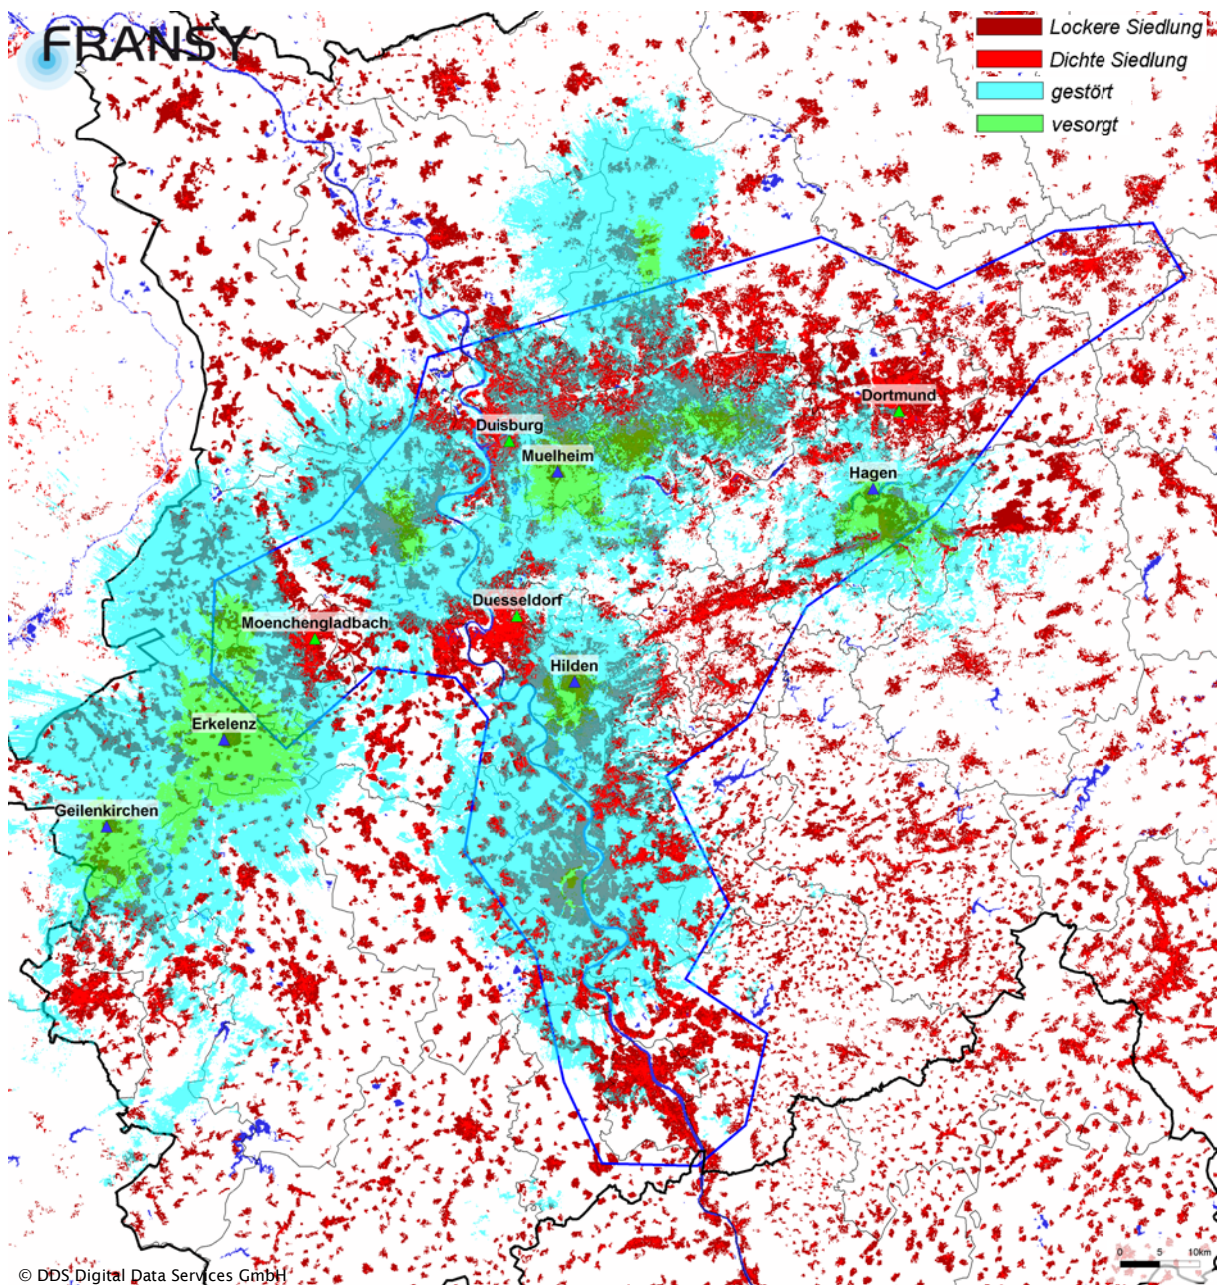 FRANSY
Lockere Siedlung
Dichte Siedlung
gestört
vesorgt
Dortmund
Duisburg
Muelheim
Hagen
Duesseldorf
Moenchengladbach
Hilden
Erkelenz
Geilenkirchen
0 5 10km
© DDS Digital Data Services GmbH